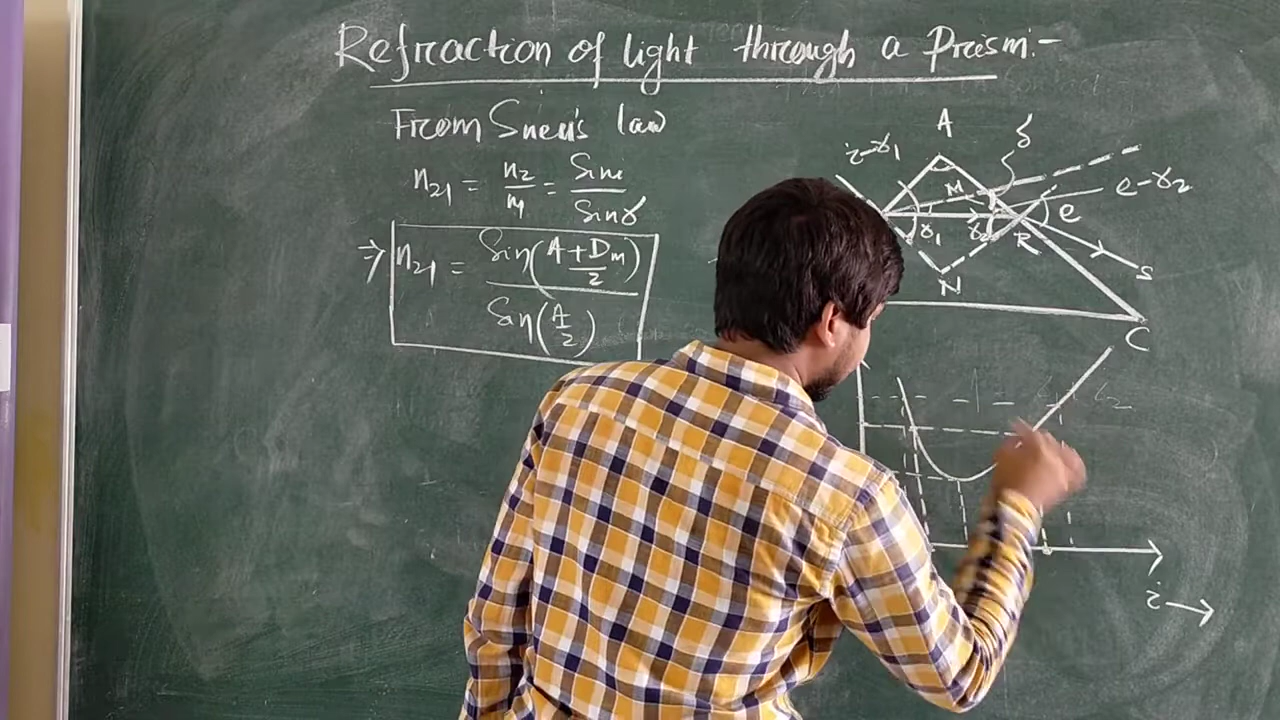 Refraction of light through a Prism:-
From Snell's law
n21 = n2/n1 = Sin i/Sin r
⇒ n21 = Sin(A+Dm/2)/Sin(A/2)
A
δ
i-r1
M
e-r2
e
r1
r2
R
N
S
C
i →